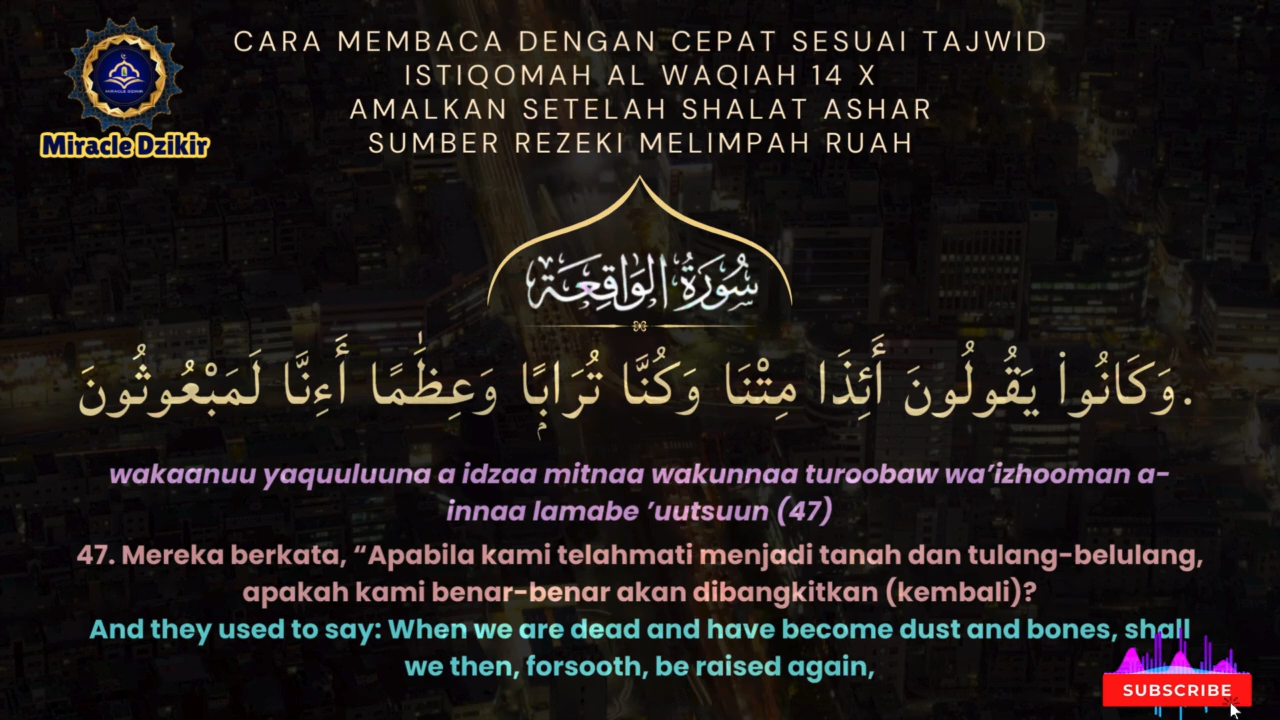 CARA MEMBACA DENGAN CEPAT SESUAI TAJWID
ISTIQOMAH AL WAQIAH 14 X
AMALKAN SETELAH SHALAT ASHAR
SUMBER REZEKI MELIMPAH RUAH
MIRACLE DZIKIR
Miracle Dzikir
سُورَةُ الوَاقِعَة
وَكَانُوا۟ يَقُولُونَ أَئِذَا مِتْنَا وَكُنَّا تُرَابًۭا وَعِظَٰمًا أَءِنَّا لَمَبْعُوثُونَ.
wakaanuu yaquuluuna a idzaa mitnaa wakunnaa turoobaw wa’izhooman a-
innaa lamabe ’uutsuun (47)
47. Mereka berkata, “Apabila kami telahmati menjadi tanah dan tulang-belulang,
apakah kami benar-benar akan dibangkitkan (kembali)?
And they used to say: When we are dead and have become dust and bones, shall
we then, forsooth, be raised again,
SUBSCRIBE